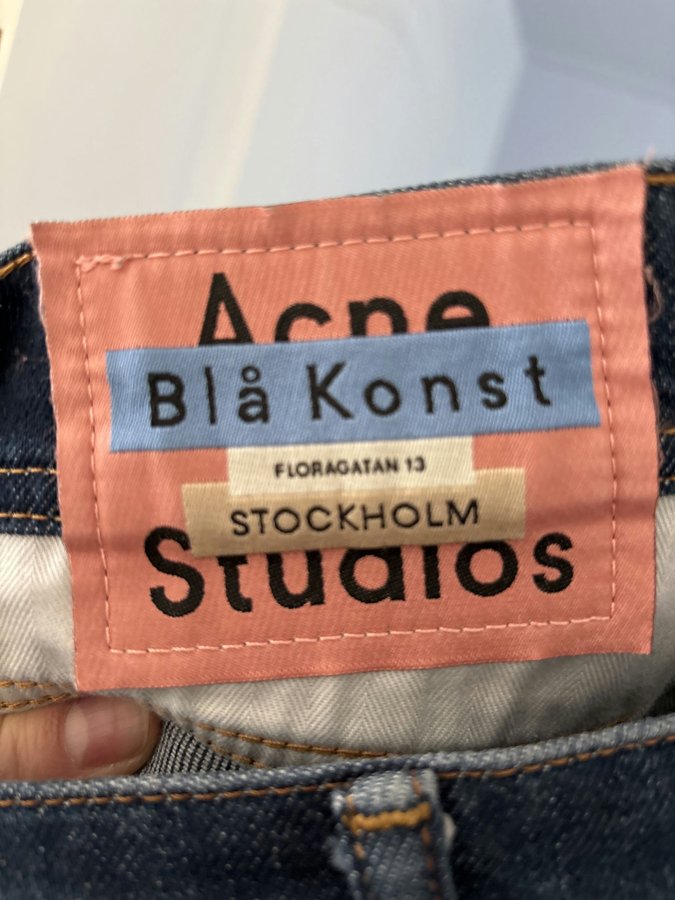 Acne
Blå Konst
FLORAGATAN 13
STOCKHOLM
Studios